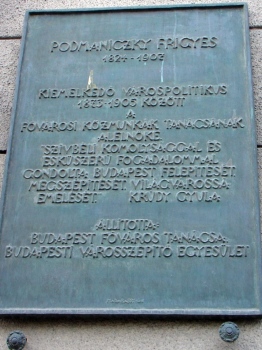 PODMANICZKY FRIGYES
1824-1907
KIEMELKEDŐ VÁROSPOLITIKUS
1873-1905 KÖZÖTT
A
FŐVÁROSI KÖZMUNKÁK TANÁCSÁNAK
ALELNÖKE
"SZÍVBÉLI KOMOLYSÁGGAL ÉS
ESKÜSZERŰ FOGADALOMMAL
GONDOLTA BUDAPEST FELÉPÍTÉSÉT,
MEGSZÉPÍTÉSÉT, VILÁGVÁROSSÁ
EMELÉSÉT." KRÚDY GYULA
ÁLLÍTOTTA:
BUDAPEST FŐVÁROS TANÁCSA
BUDAPESTI VÁROSSZÉPÍTŐ EGYESÜLET